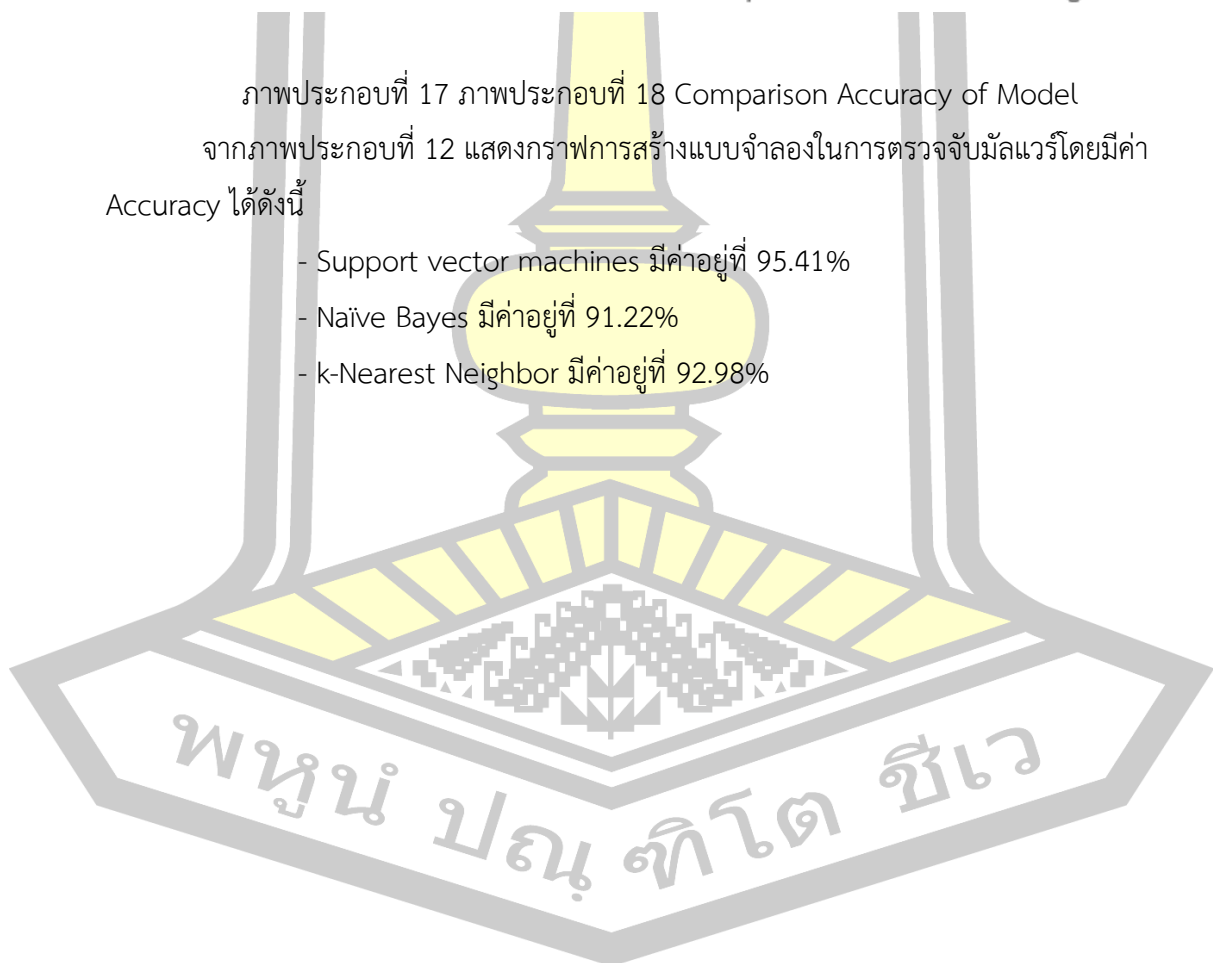 ภาพประกอบที่ 17 ภาพประกอบที่ 18 Comparison Accuracy of Model
จากภาพประกอบที่ 12 แสดงกราฟการสร้างแบบจำลองในการตรวจจับมัลแวร์โดยมีค่า
Accuracy ได้ดังนี้
- Support vector machines มีค่าอยู่ที่ 95.41%
- Naïve Bayes มีค่าอยู่ที่ 91.22%
- k-Nearest Neighbor มีค่าอยู่ที่ 92.98%
พหูนํ ปณฺ ฑิโต ชีเว